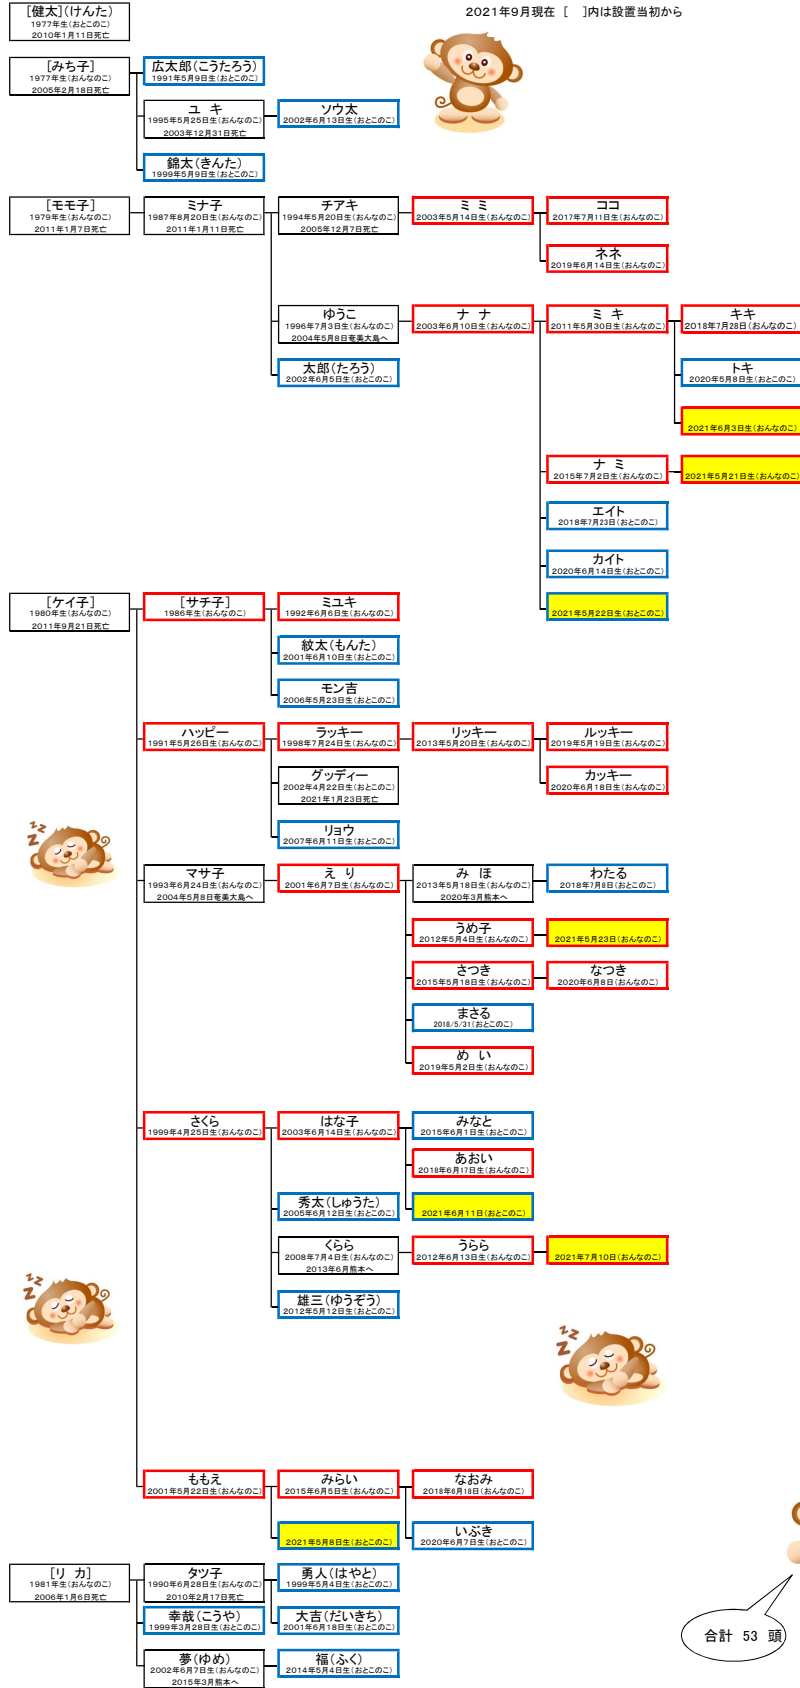 2021年9月現在 [ ]内は設置当初から
[健太](けんた)
1977年生(おとこのこ)
2010年1月11日死亡
[みち子]
1977年生(おんなのこ)
2005年2月18日死亡
広太郎(こうたろう)
1991年5月9日生(おとこのこ)
ユ キ
1995年5月25日生(おんなのこ)
2003年12月31日死亡
ソウ太
2002年6月13日生(おとこのこ)
錦太(きんた)
1999年5月9日生(おとこのこ)
[モモ子]
1979年生(おんなのこ)
2011年1月7日死亡
ミナ子
1987年8月20日生(おんなのこ)
2011年1月11日死亡
チアキ
1994年5月20日生(おんなのこ)
2005年12月7日死亡
ミ ミ
2003年5月14日生(おんなのこ)
ココ
2017年7月11日生(おんなのこ)
ネネ
2019年6月14日生(おんなのこ)
ゆうこ
1996年7月3日生(おんなのこ)
2004年5月8日奄美大島へ
ナ ナ
2003年6月10日生(おんなのこ)
ミ キ
2011年5月30日生(おんなのこ)
キキ
2018年7月28日(おんなのこ)
太郎(たろう)
2002年6月5日生(おとこのこ)
トキ
2020年5月8日生(おとこのこ)
2021年6月3日生(おんなのこ)
ナ ミ
2015年7月2日生(おんなのこ)
2021年5月21日生(おんなのこ)
エイト
2018年7月23日(おとこのこ)
カイト
2020年6月14日生(おとこのこ)
2021年5月22日生(おとこのこ)
[ケイ子]
1980年生(おんなのこ)
2011年9月21日死亡
[サチ子]
1986年生(おんなのこ)
ミユキ
1992年6月6日生(おんなのこ)
紋太(もんた)
2001年6月10日生(おとこのこ)
モン吉
2006年5月23日生(おとこのこ)
ハッピー
1991年5月26日生(おんなのこ)
ラッキー
1998年7月24日生(おんなのこ)
リッキー
2013年5月20日生(おんなのこ)
ルッキー
2019年5月19日生(おんなのこ)
グッディー
2002年4月22日生(おんなのこ)
2021年1月23日死亡
カッキー
2020年6月18日生(おんなのこ)
リョウ
2007年6月11日生(おとこのこ)
マサ子
1993年6月24日生(おんなのこ)
2004年5月8日奄美大島へ
え り
2001年6月7日生(おんなのこ)
み ほ
2013年5月18日生(おんなのこ)
2020年3月熊本へ
わたる
2018年7月8日(おとこのこ)
うめ子
2012年5月4日生(おんなのこ)
2021年5月23日(おんなのこ)
さつき
2015年5月18日生(おんなのこ)
なつき
2020年6月8日(おんなのこ)
まさる
2018/5/31(おとこのこ)
め い
2019年5月2日生(おんなのこ)
さくら
1999年4月25日生(おんなのこ)
はな子
2003年6月14日生(おんなのこ)
みなと
2015年6月1日生(おとこのこ)
あおい
2018年6月17日生(おんなのこ)
秀太(しゅうた)
2005年6月12日生(おとこのこ)
2021年6月11日(おとこのこ)
くらら
2008年7月4日生(おんなのこ)
2013年6月熊本へ
うらら
2012年6月13日生(おんなのこ)
2021年7月10日(おんなのこ)
雄三(ゆうぞう)
2012年5月12日生(おとこのこ)
ももえ
2001年5月22日生(おんなのこ)
みらい
2015年6月5日生(おんなのこ)
なおみ
2018年6月18日(おんなのこ)
2021年5月8日生(おとこのこ)
いぶき
2020年6月7日生(おとこのこ)
[リ カ]
1981年生(おんなのこ)
2006年1月6日死亡
タツ子
1990年6月28日生(おんなのこ)
2010年2月17日死亡
勇人(はやと)
1999年5月4日生(おとこのこ)
幸哉(こうや)
1999年3月28日生(おとこのこ)
大吉(だいきち)
2001年6月18日生(おとこのこ)
夢(ゆめ)
2002年6月7日生(おんなのこ)
2015年3月熊本へ
福(ふく)
2014年5月4日生(おとこのこ)
合計 53 頭